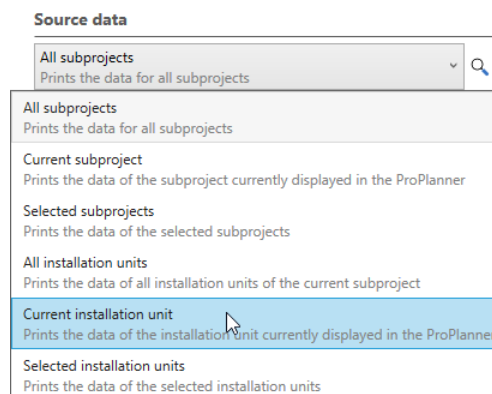 Source data
All subprojects
Prints the data for all subprojects
All subprojects
Prints the data for all subprojects
Current subproject
Prints the data of the subproject currently displayed in the ProPlanner
Selected subprojects
Prints the data of the selected subprojects
All installation units
Prints the data of all installation units of the current subproject
Current installation unit
Prints the data of the installation unit currently displayed in the ProPlanner
Selected installation units
Prints the data of the selected installation units